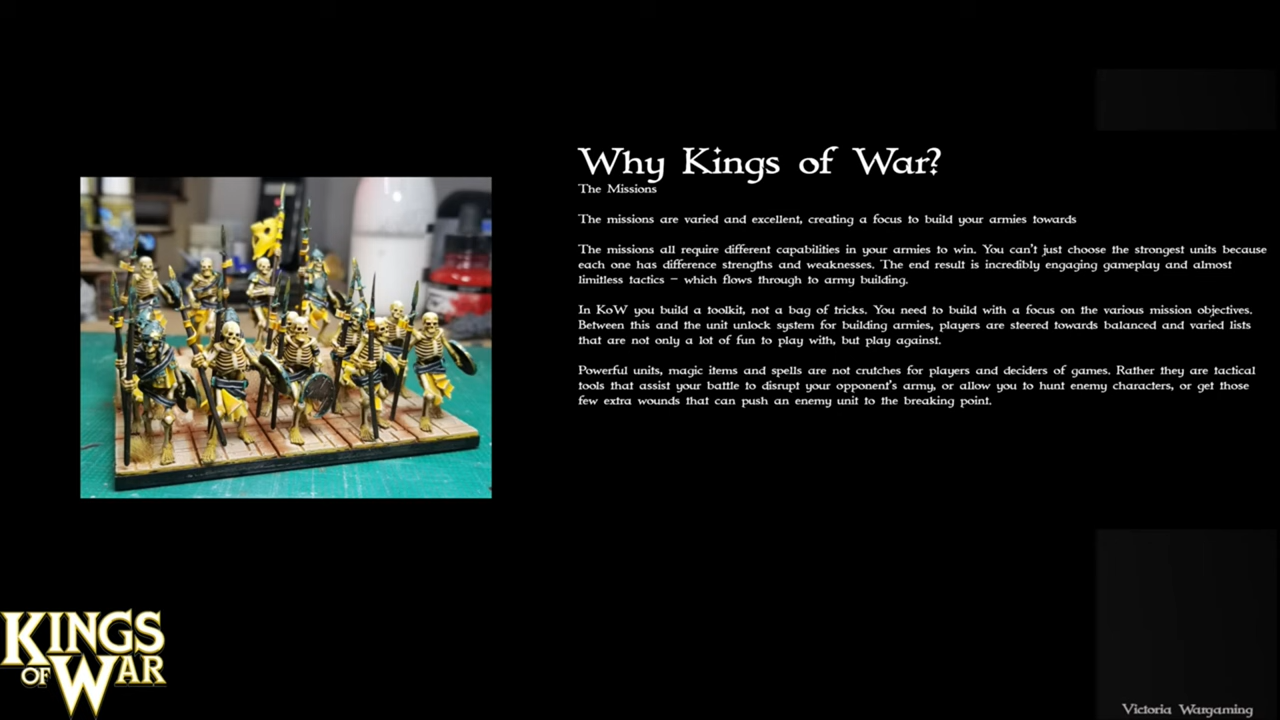 Why Kings of War?
The Missions
The missions are varied and excellent, creating a focus to build your armies towards
The missions all require different capabilities in your armies to win. You can't just choose the strongest units because
each one has difference strengths and weaknesses. The end result is incredibly engaging gameplay and almost
limitless tactics – which flows through to army building.
In KoW you build a toolkit, not a bag of tricks. You need to build with a focus on the various mission objectives.
Between this and the unit unlock system for building armies, players are steered towards balanced and varied lists
that are not only a lot of fun to play with, but play against.
Powerful units, magic items and spells are not crutches for players and deciders of games. Rather they are tactical
tools that assist your battle to disrupt your opponent's army, or allow you to hunt enemy characters, or get those
few extra wounds that can push an enemy unit to the breaking point.
KINGS
OF WAR
Victoria Wargaming